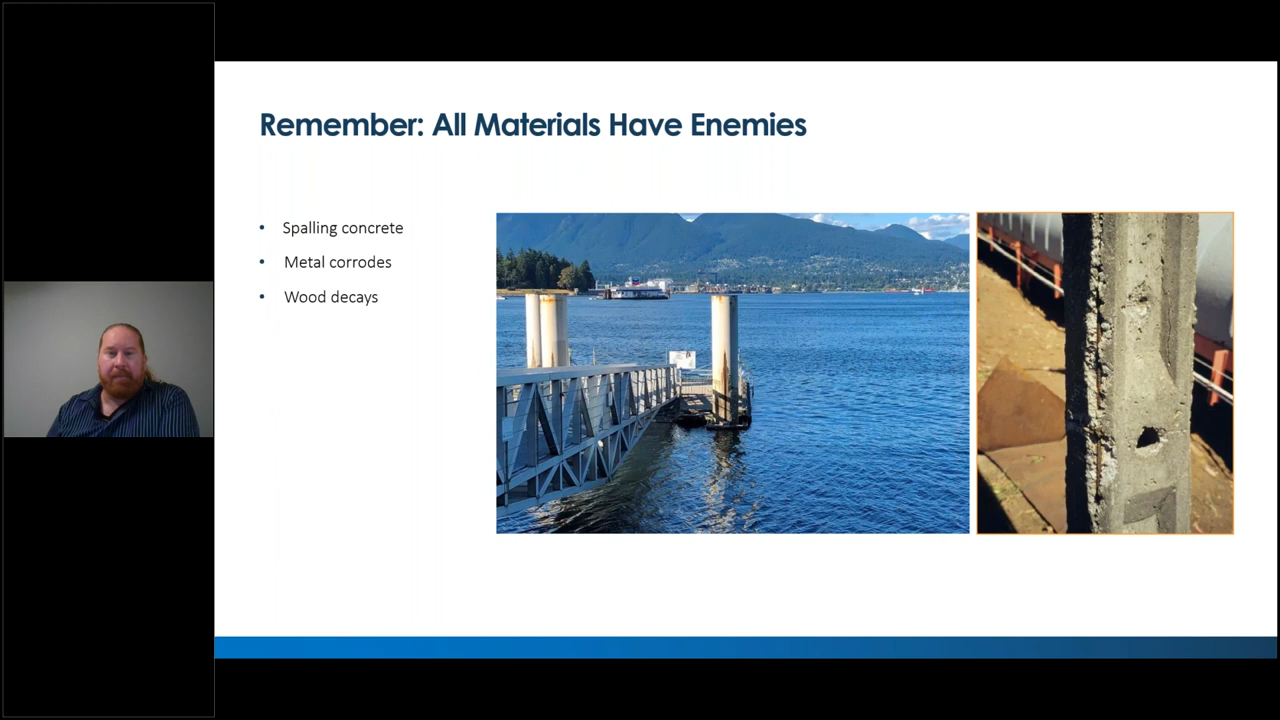 Remember: All Materials Have Enemies
• Spalling concrete
• Metal corrodes
• Wood decays